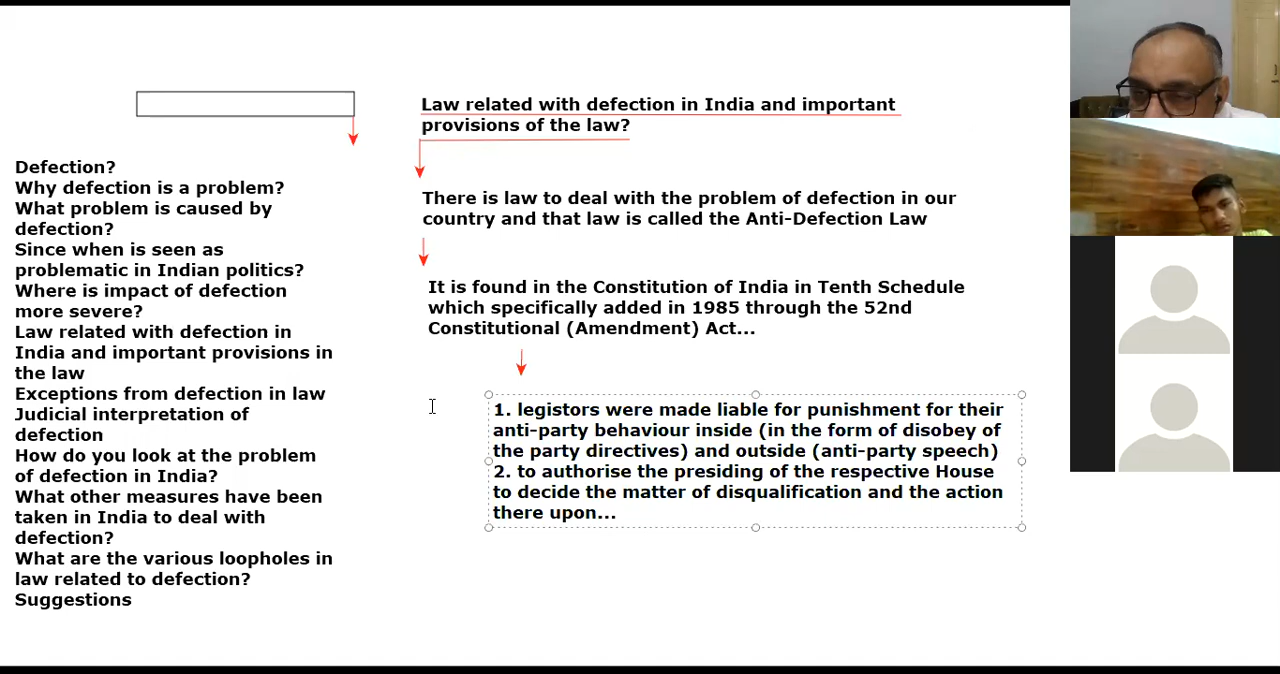 Defection?
Why defection is a problem?
What problem is caused by
defection?
Since when is seen as
problematic in Indian politics?
Where is impact of defection
more severe?
Law related with defection in
India and important provisions in
the law
Exceptions from defection in law
Judicial interpretation of
defection
How do you look at the problem
of defection in India?
What other measures have been
taken in India to deal with
defection?
What are the various loopholes in
law related to defection?
Suggestions
Law related with defection in India and important
provisions of the law?
There is law to deal with the problem of defection in our
country and that law is called the Anti-Defection Law
It is found in the Constitution of India in Tenth Schedule
which specifically added in 1985 through the 52nd
Constitutional (Amendment) Act...
1. legistors were made liable for punishment for their
anti-party behaviour inside (in the form of disobey of
the party directives) and outside (anti-party speech)
2. to authorise the presiding of the respective House
to decide the matter of disqualification and the action
there upon...